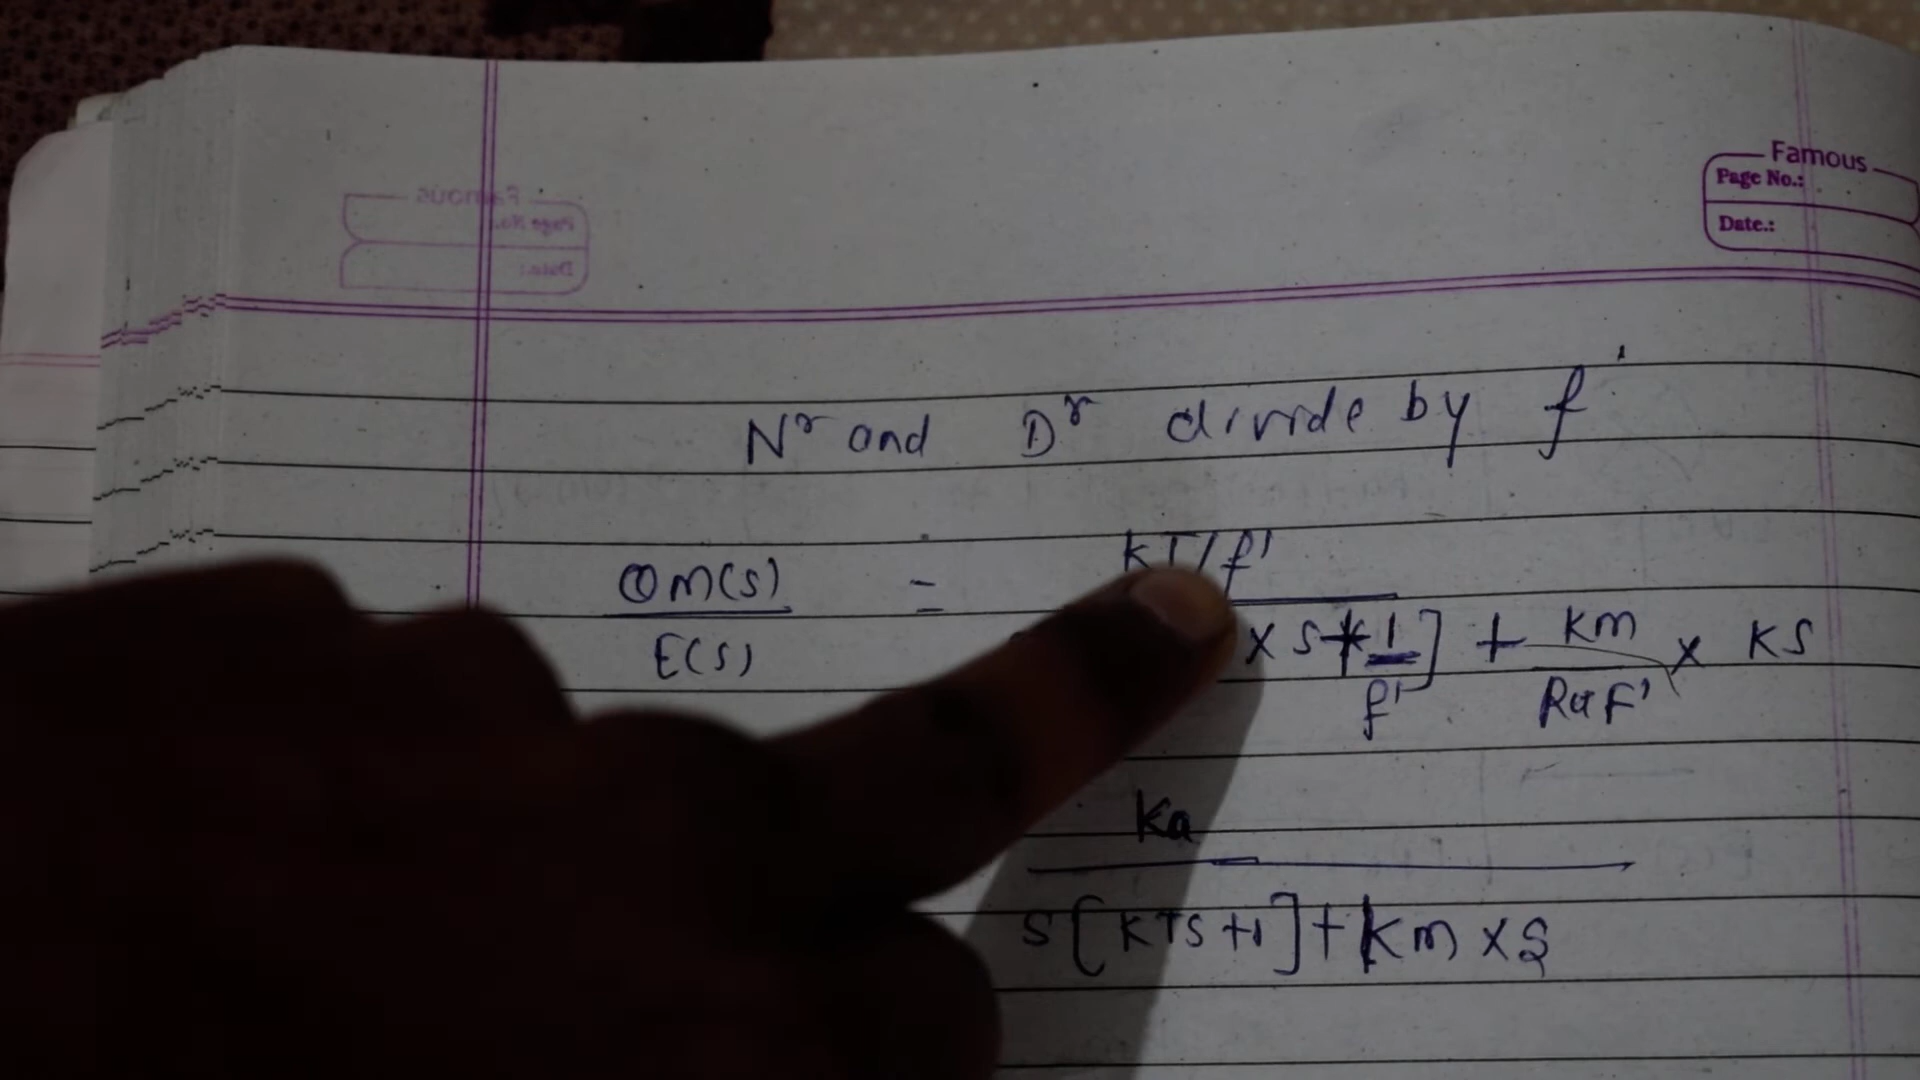 Famous
Page No.:
Date.:
Nr and Dr divide by f'
θm(s) = KT/f'
E(s) × S + 1/f'] + Km/Raf' × KS
Ka
S[KTS+1]+Km×S